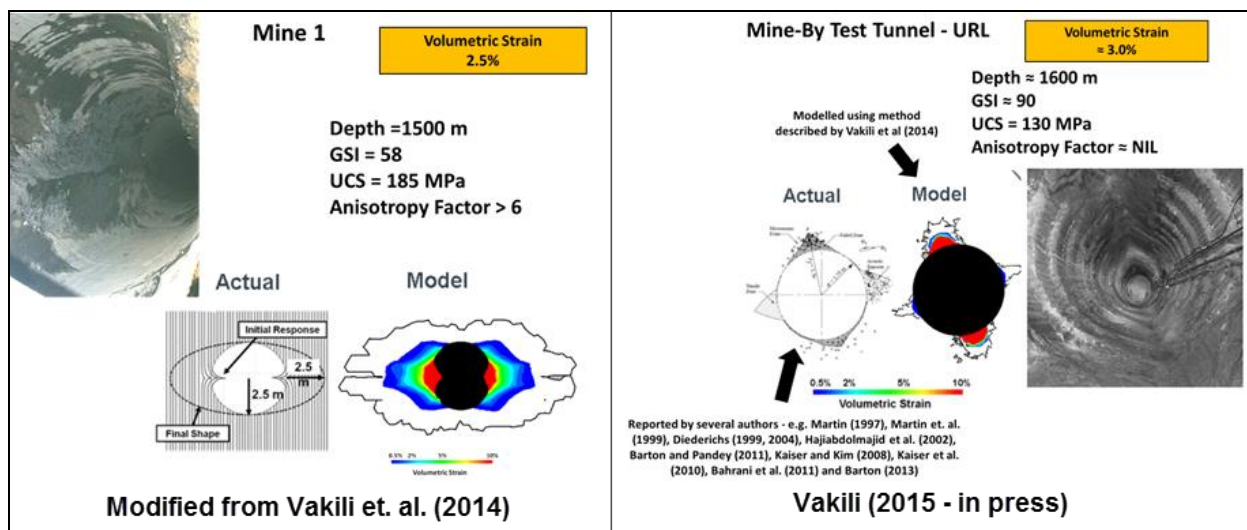 Mine 1
Volumetric Strain
2.5%
Depth =1500 m
GSI = 58
UCS = 185 MPa
Anisotropy Factor > 6
Actual
Model
Initial Response
2.5
m
2.5 m
Final Shape
0.5% 2% 5% 10%
Volumetric Strain
Modified from Vakili et. al. (2014)
Mine-By Test Tunnel - URL
Volumetric Strain
≈ 3.0%
Depth ≈ 1600 m
GSI ≈ 90
UCS = 130 MPa
Anisotropy Factor ≈ NIL
Modelled using method
described by Vakili et al (2014)
Actual
Model
0.5% 2% 5% 10%
Volumetric Strain
Reported by several authors - e.g. Martin (1997), Martin et. al.
(1999), Diederichs (1999, 2004), Hajiabdolmajid et al. (2002),
Barton and Pandey (2011), Kaiser and Kim (2008), Kaiser et al.
(2010), Bahrani et al. (2011) and Barton (2013)
Vakili (2015 - in press)